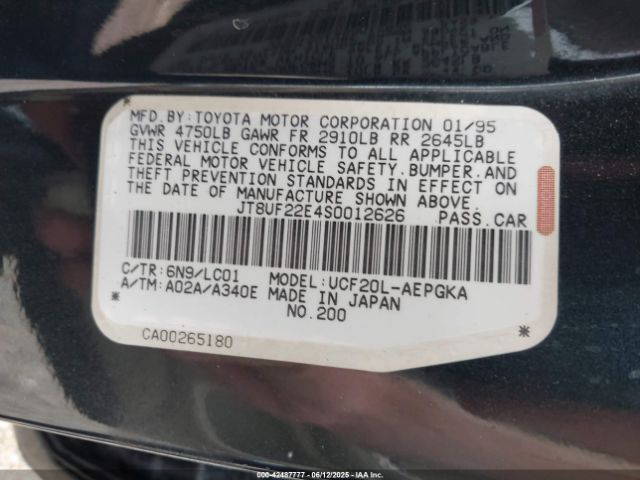 MFD.BY:TOYOTA MOTOR CORPORATION 01/95
GVWR 4750LB GAWR FR 2910LB RR 2645LB
THIS VEHICLE CONFORMS TO ALL APPLICABLE
FEDERAL MOTOR VEHICLE SAFETY,BUMPER,AND
THEFT PREVENTION STANDARDS IN EFFECT ON
THE DATE OF MANUFACTURE SHOWN ABOVE.
JT8UF22E4S0012626 PASS.CAR
C/TR:6N9/LC01 MODEL:UCF20L-AEPGKA
A/TM:A02A/A340E MADE IN JAPAN
NO.200
CA00265180
000-42487777 - 06/12/2025 - IAAI, Inc.